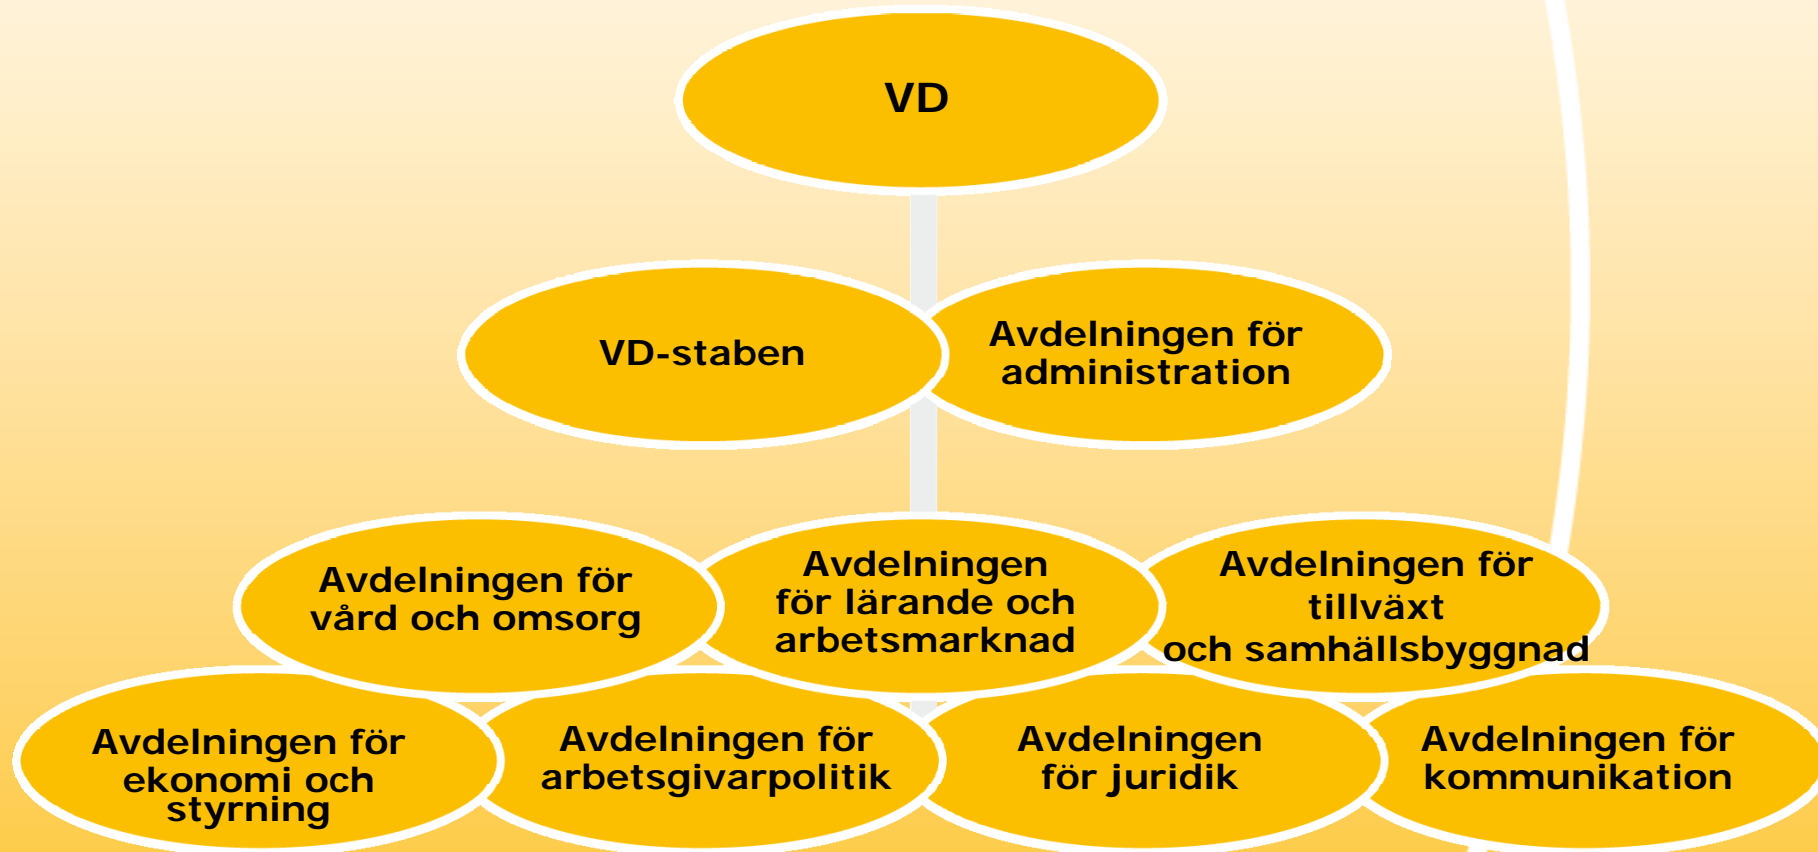 VD
VD-staben
Avdelningen för
administration
Avdelningen för
vård och omsorg
Avdelningen
för lärande och
arbetsmarknad
Avdelningen för
tillväxt
och samhällsbyggnad
Avdelningen för
ekonomi och
styrning
Avdelningen för
arbetsgivarpolitik
Avdelningen
för juridik
Avdelningen för
kommunikation